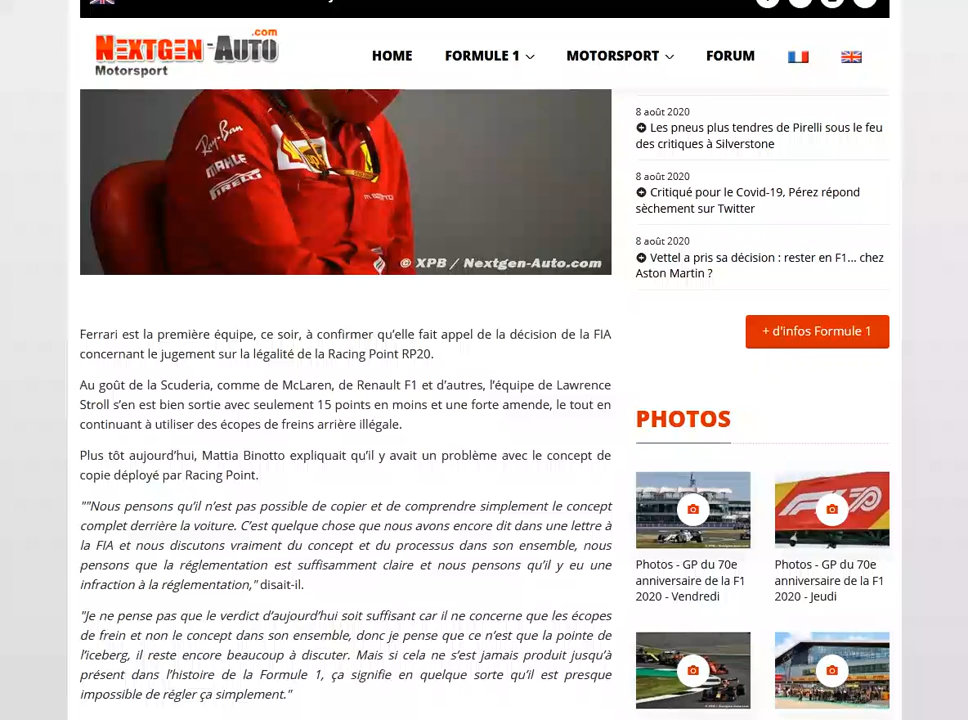 NEXTGEN-AUTO
.com
Motorsport
HOME
FORMULE 1
MOTORSPORT
FORUM
Ray-Ban
MAHLE
PIRELLI
© XPB / Nextgen-Auto.com
Ferrari est la première équipe, ce soir, à confirmer qu’elle fait appel de la décision de la FIA
concernant le jugement sur la légalité de la Racing Point RP20.
Au goût de la Scuderia, comme de McLaren, de Renault F1 et d’autres, l’équipe de Lawrence
Stroll s’en est bien sortie avec seulement 15 points en moins et une forte amende, le tout en
continuant à utiliser des écopes de freins arrière illégale.
Plus tôt aujourd’hui, Mattia Binotto expliquait qu’il y avait un problème avec le concept de
copie déployé par Racing Point.
""Nous pensons qu’il n’est pas possible de copier et de comprendre simplement le concept
complet derrière la voiture. C’est quelque chose que nous avons encore dit dans une lettre à
la FIA et nous discutons vraiment du concept et du processus dans son ensemble, nous
pensons que la réglementation est suffisamment claire et nous pensons qu’il y eu une
infraction à la réglementation," disait-il.
"Je ne pense pas que le verdict d’aujourd’hui soit suffisant car il ne concerne que les écopes
de frein et non le concept dans son ensemble, donc je pense que ce n’est que la pointe de
l’iceberg, il reste encore beaucoup à discuter. Mais si cela ne s’est jamais produit jusqu’à
présent dans l’histoire de la Formule 1, ça signifie en quelque sorte qu’il est presque
impossible de régler ça simplement."
8 août 2020
Les pneus plus tendres de Pirelli sous le feu
des critiques à Silverstone
8 août 2020
Critiqué pour le Covid-19, Pérez répond
sèchement sur Twitter
8 août 2020
Vettel a pris sa décision : rester en F1... chez
Aston Martin ?
+ d'infos Formule 1
PHOTOS
Photos - GP du 70e
anniversaire de la F1
2020 - Vendredi
Photos - GP du 70e
anniversaire de la F1
2020 - Jeudi